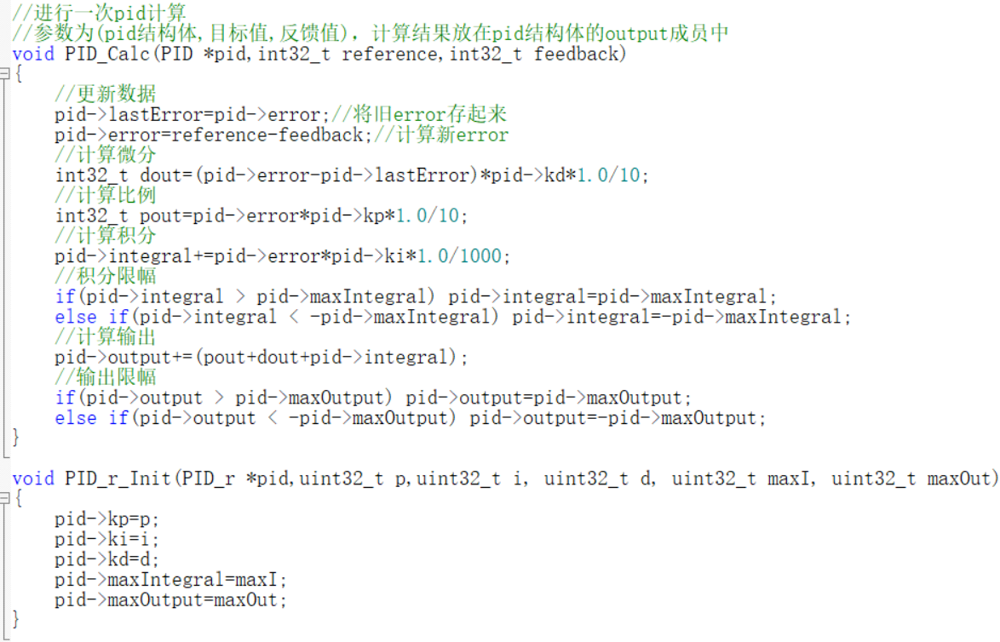 //进行一次pid计算
//参数为(pid结构体,目标值,反馈值)，计算结果放在pid结构体的output成员中
void PID_Calc(PID *pid,int32_t reference,int32_t feedback)
{
    //更新数据
    pid->lastError=pid->error;//将旧error存起来
    pid->error=reference-feedback;//计算新error
    //计算微分
    int32_t dout=(pid->error-pid->lastError)*pid->kd*1.0/10;
    //计算比例
    int32_t pout=pid->error*pid->kp*1.0/10;
    //计算积分
    pid->integral+=pid->error*pid->ki*1.0/1000;
    //积分限幅
    if(pid->integral > pid->maxIntegral) pid->integral=pid->maxIntegral;
    else if(pid->integral < -pid->maxIntegral) pid->integral=-pid->maxIntegral;
    //计算输出
    pid->output+=(pout+dout+pid->integral);
    //输出限幅
    if(pid->output > pid->maxOutput) pid->output=pid->maxOutput;
    else if(pid->output < -pid->maxOutput) pid->output=-pid->maxOutput;
}
void PID_r_Init(PID_r *pid,uint32_t p,uint32_t i, uint32_t d, uint32_t maxI, uint32_t maxOut)
{
    pid->kp=p;
    pid->ki=i;
    pid->kd=d;
    pid->maxIntegral=maxI;
    pid->maxOutput=maxOut;
}